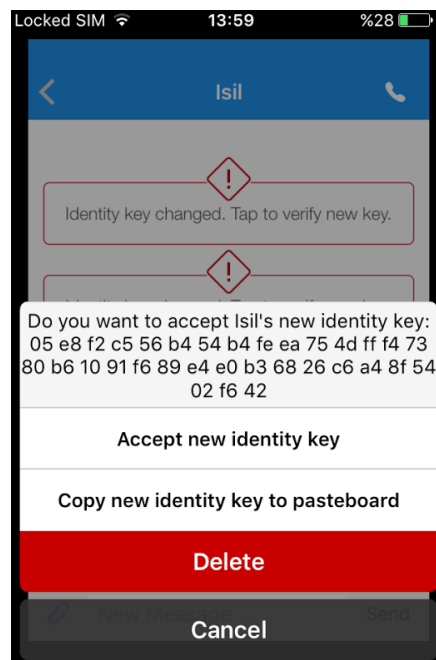 Locked SIM 13:59 %28
Isil
Identity key changed. Tap to verify new key.
Do you want to accept Isil's new identity key:
05 e8 f2 c5 56 b4 54 b4 fe ea 75 4d ff f4 73
80 b6 10 91 f6 89 e4 e0 b3 68 26 c6 a4 8f 54
02 f6 42
Accept new identity key
Copy new identity key to pasteboard
Delete
New Message Send
Cancel